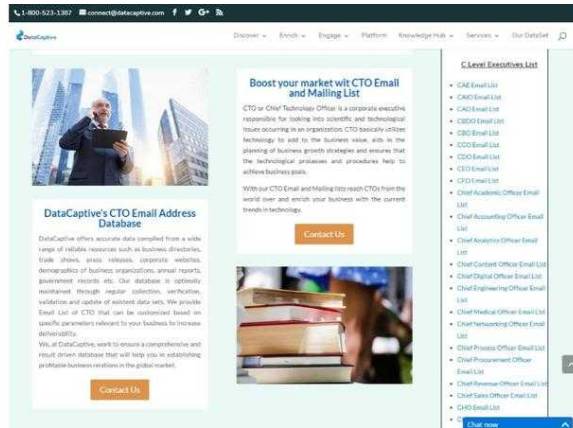 1-800-523-1387 connect@datacaptive.com
DataCaptive
Discover Enrich Engage Platform Knowledge Hub Services Our DataSet
Boost your market wit CTO Email
and Mailing List
CTO or Chief Technology Officer is a corporate executive
responsible for looking into scientific and technological
issues occurring in an organization. CTO basically utilizes
technology to add to the business value, aids in the
planning of business growth strategies and ensures that
the technological processes and procedures help to
achieve business goals.
With our CTO Email and Mailing lists reach CTOs from the
world over and enrich your business with the current
trends in technology.
Contact Us
DataCaptive's CTO Email Address
Database
DataCaptive offers accurate data compiled from a wide
range of reliable resources such as business directories,
trade shows, press releases, corporate websites,
demographics of business organizations, annual reports,
government records etc. Our database is optimally
maintained through regular collection, verification,
validation and update of existent data sets. We provide
Email List of CTO that can be customized based on
specific parameters relevant to your business to increase
deliverability.
We, at DataCaptive, work to ensure a comprehensive and
result driven database that will help you in establishing
profitable business relations in the global market.
Contact Us
C Level Executives List
CAE Email List
CAIO Email List
CAO Email List
CBDO Email List
CBO Email List
CCO Email List
CDO Email List
CEO Email List
CFO Email List
Chief Academic Officer Email
List
Chief Accounting Officer Email
List
Chief Analytics Officer Email
List
Chief Content Officer Email List
Chief Digital Officer Email List
Chief Engineering Officer Email
List
Chief Medical Officer Email List
Chief Networking Officer Email
List
Chief Process Officer Email List
Chief Procurement Officer
Email List
Chief Revenue Officer Email List
Chief Sales Officer Email List
CHO Email List
Chat now